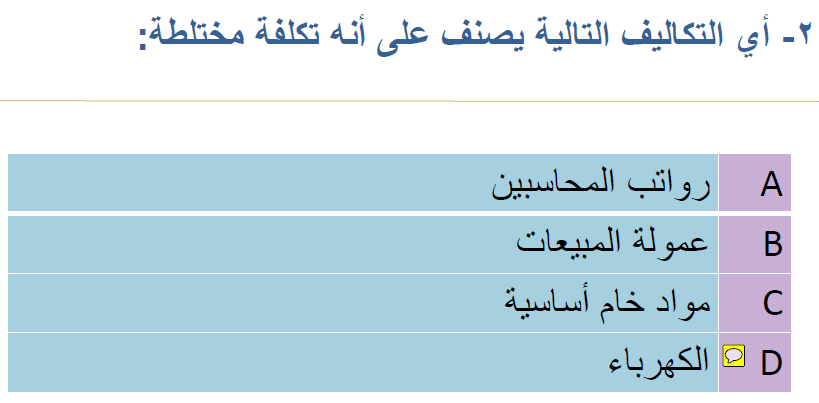 ٢- أي التكاليف التالية يصنف على أنه تكلفة مختلطة:
A رواتب المحاسبين
B عمولة المبيعات
C مواد خام أساسية
D الكهرباء